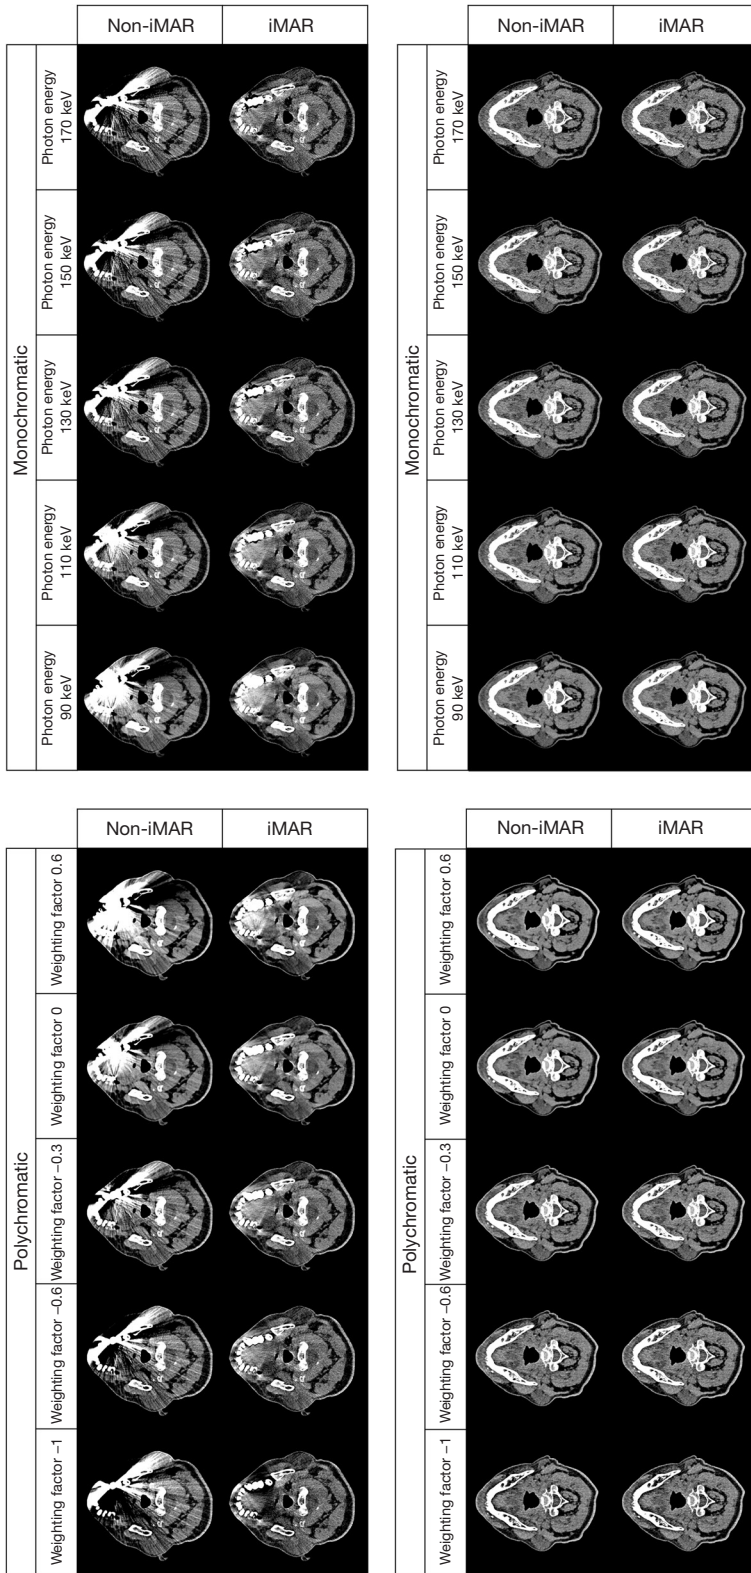 Monochromatic
Photon energy
90 keV
Photon energy
110 keV
Photon energy
130 keV
Photon energy
150 keV
Photon energy
170 keV
Non-iMAR
iMAR
Monochromatic
Photon energy
90 keV
Photon energy
110 keV
Photon energy
130 keV
Photon energy
150 keV
Photon energy
170 keV
Non-iMAR
iMAR
Polychromatic
Weighting factor −1
Weighting factor −0.6
Weighting factor −0.3
Weighting factor 0
Weighting factor 0.6
Non-iMAR
iMAR
Polychromatic
Weighting factor −1
Weighting factor −0.6
Weighting factor −0.3
Weighting factor 0
Weighting factor 0.6
Non-iMAR
iMAR